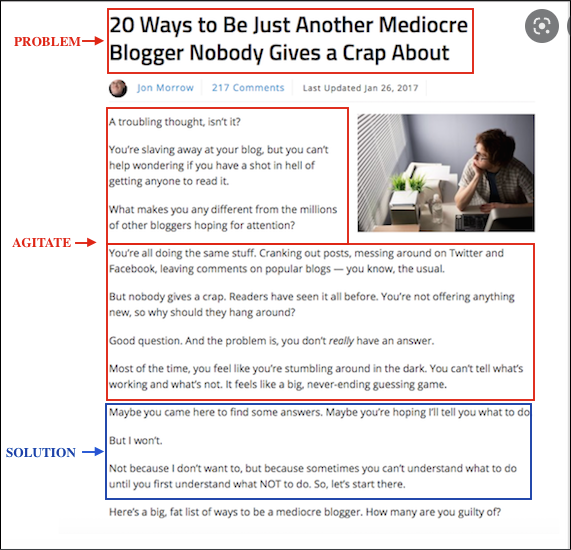 PROBLEM
20 Ways to Be Just Another Mediocre
Blogger Nobody Gives a Crap About
Jon Morrow 217 Comments Last Updated Jan 26, 2017
A troubling thought, isn't it?
You're slaving away at your blog, but you can't
help wondering if you have a shot in hell of
getting anyone to read it.
What makes you any different from the millions
of other bloggers hoping for attention?
AGITATE
You're all doing the same stuff. Cranking out posts, messing around on Twitter and
Facebook, leaving comments on popular blogs — you know, the usual.
But nobody gives a crap. Readers have seen it all before. You're not offering anything
new, so why should they hang around?
Good question. And the problem is, you don't really have an answer.
Most of the time, you feel like you're stumbling around in the dark. You can't tell what's
working and what's not. It feels like a big, never-ending guessing game.
Maybe you came here to find some answers. Maybe you're hoping I'll tell you what to do
But I won't.
SOLUTION
Not because I don't want to, but because sometimes you can't understand what to do
until you first understand what NOT to do. So, let's start there.
Here's a big, fat list of ways to be a mediocre blogger. How many are you guilty of?